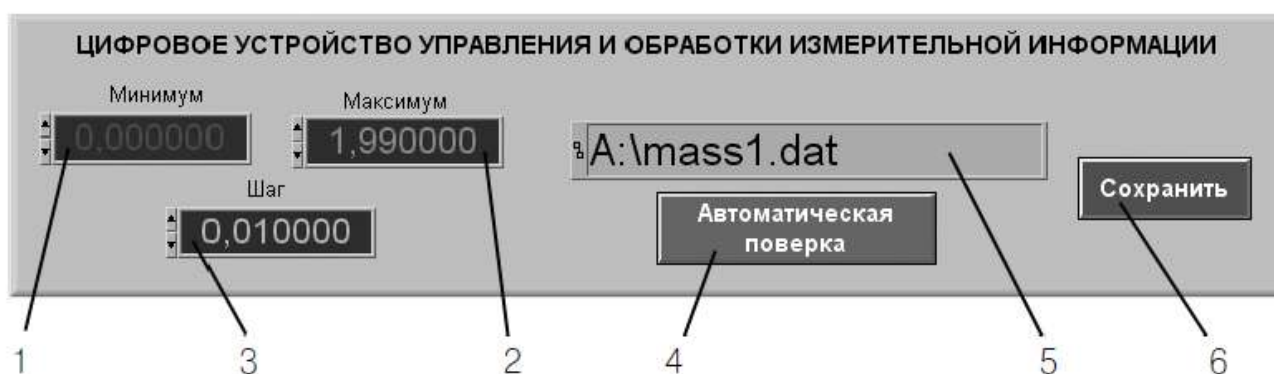 ЦИФРОВОЕ УСТРОЙСТВО УПРАВЛЕНИЯ И ОБРАБОТКИ ИЗМЕРИТЕЛЬНОЙ ИНФОРМАЦИИ
Минимум
Максимум
0,000000
1,990000
A:\mass1.dat
Сохранить
Шаг
0,010000
Автоматическая
поверка
1
3
2
4
5
6